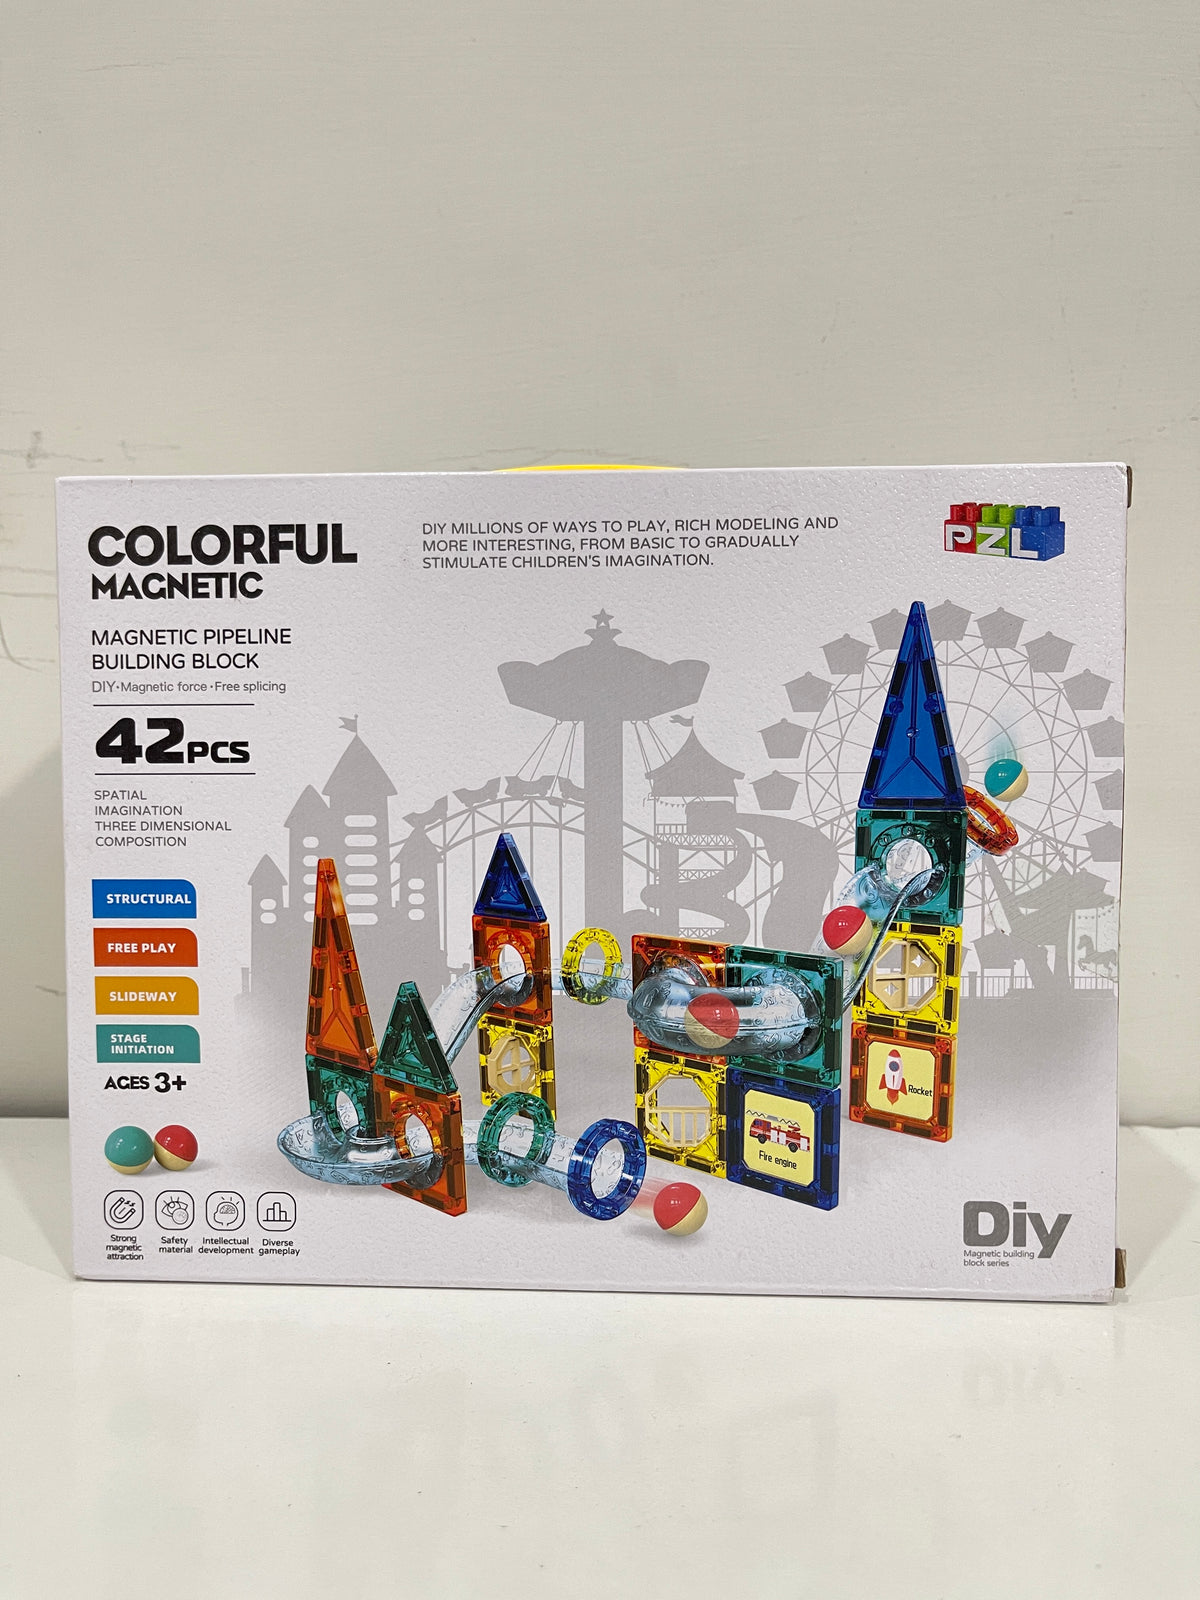 COLORFUL
MAGNETIC
MAGNETIC PIPELINE
BUILDING BLOCK
DIY·Magnetic force·Free splicing
42PCS
SPATIAL
IMAGINATION
THREE DIMENSIONAL
COMPOSITION
STRUCTURAL
FREE PLAY
SLIDEWAY
STAGE
INITIATION
AGES 3+
Strong
magnetic
attraction
Safety
material
Intellectual
development
Diverse
gameplay
DIY MILLIONS OF WAYS TO PLAY, RICH MODELING AND
MORE INTERESTING, FROM BASIC TO GRADUALLY
STIMULATE CHILDREN'S IMAGINATION.
PZL
Rocket
Fire engine
Diy
Magnetic building
block series